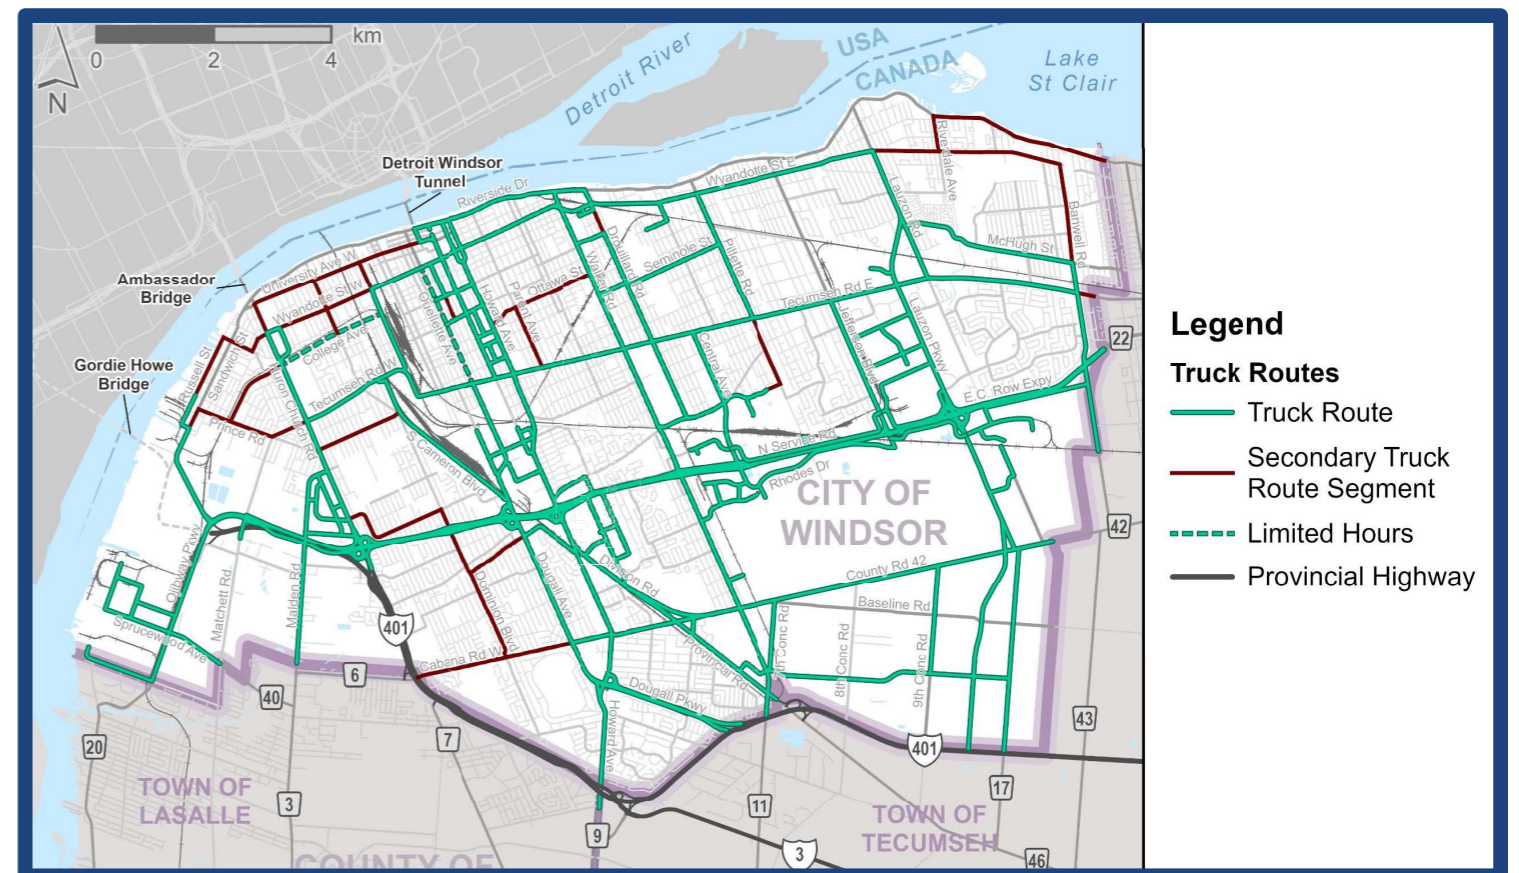 km
0
2
4
N
Detroit River
USA
CANADA
Lake
St Clair
Detroit Windsor
Tunnel
Riverside Dr
Wyandotte St E
Riverdale Ave
Lauzon Rd
Banwell Rd
McHugh St
Ambassador
Bridge
University Ave W
Wyandotte St W
College Ave
Ouellette Ave
Howard Ave
Parent Ave
Ottawa St
Walker Rd
Drouillard Rd
Seminole St
Pillette Rd
Tecumseh Rd E
Jefferson Blvd
Lauzon Pkwy
Central Ave
E.C. Row Expy
22
Gordie Howe
Bridge
Russell St
Sandwich St
Prince Rd
Huron Church Rd
Tecumseh Rd W
S Cameron Blvd
N Service Rd
Rhodes Dr
CITY OF
WINDSOR
42
Ojibway Pkwy
Matchett Rd
Malden Rd
Sprucewood Ave
401
Dominion Blvd
Dougall Ave
Division Rd
County Rd 42
Baseline Rd
7th Conc Rd
8th Conc Rd
9th Conc Rd
Cabana Rd W
Provincial Rd
Dougall Pkwy
Howard Ave
6
40
20
7
3
43
401
17
11
9
3
46
TOWN OF
LASALLE
TOWN OF
TECUMSEH
COUNTY OF
Legend
Truck Routes
Truck Route
Secondary Truck
Route Segment
Limited Hours
Provincial Highway